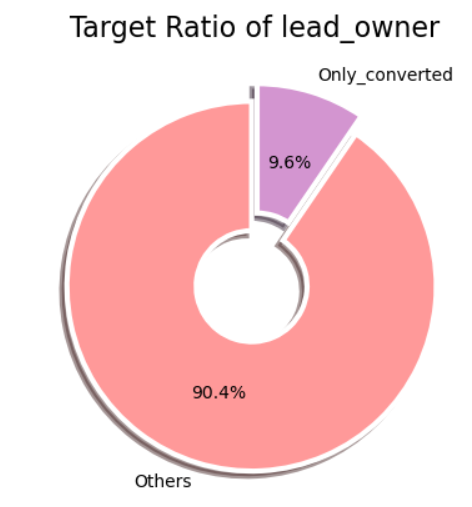 Target Ratio of lead_owner
Only_converted
9.6%
90.4%
Others